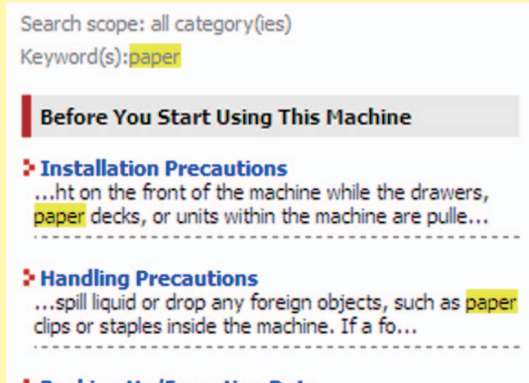 Search scope: all category(ies)
Keyword(s):paper
Before You Start Using This Machine
Installation Precautions
...ht on the front of the machine while the drawers,
paper decks, or units within the machine are pulle...
Handling Precautions
...spill liquid or drop any foreign objects, such as paper
clips or staples inside the machine. If a fo...